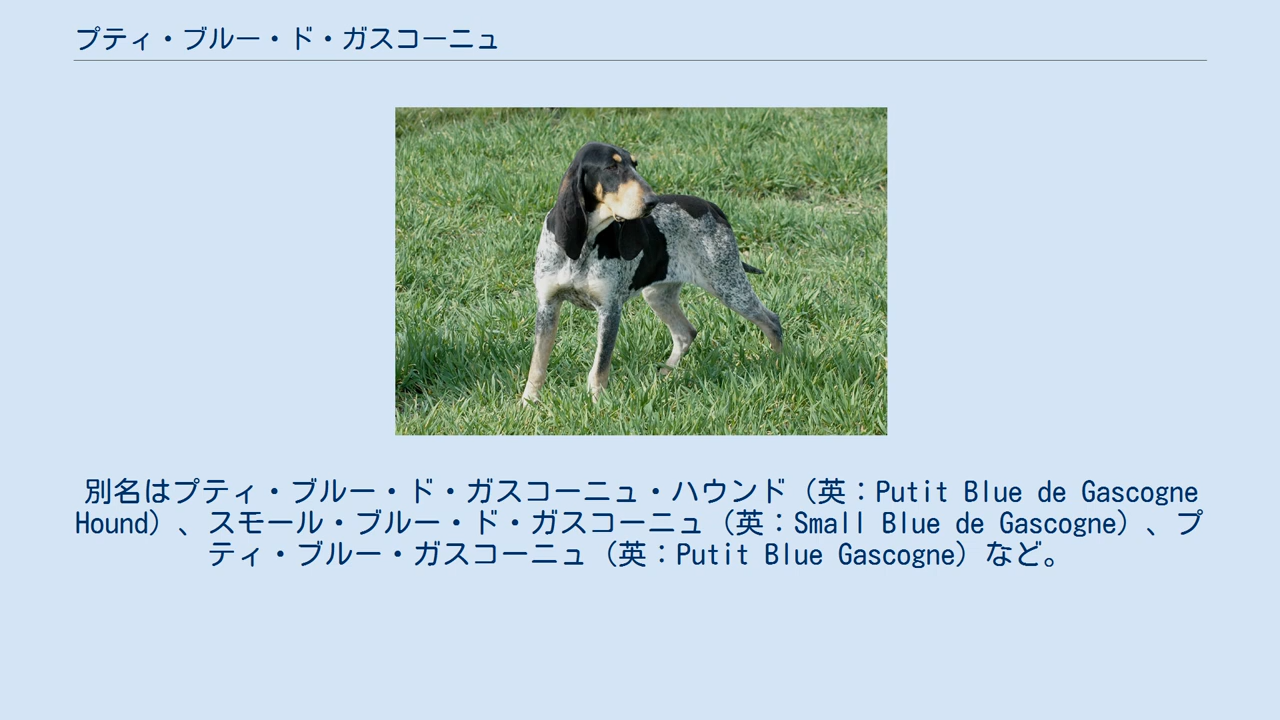 プティ・ブルー・ド・ガスコーニュ
別名はプティ・ブルー・ド・ガスコーニュ・ハウンド（英：Putit Blue de Gascogne
Hound）、スモール・ブルー・ド・ガスコーニュ（英：Small Blue de Gascogne）、プ
ティ・ブルー・ガスコーニュ（英：Putit Blue Gascogne）など。